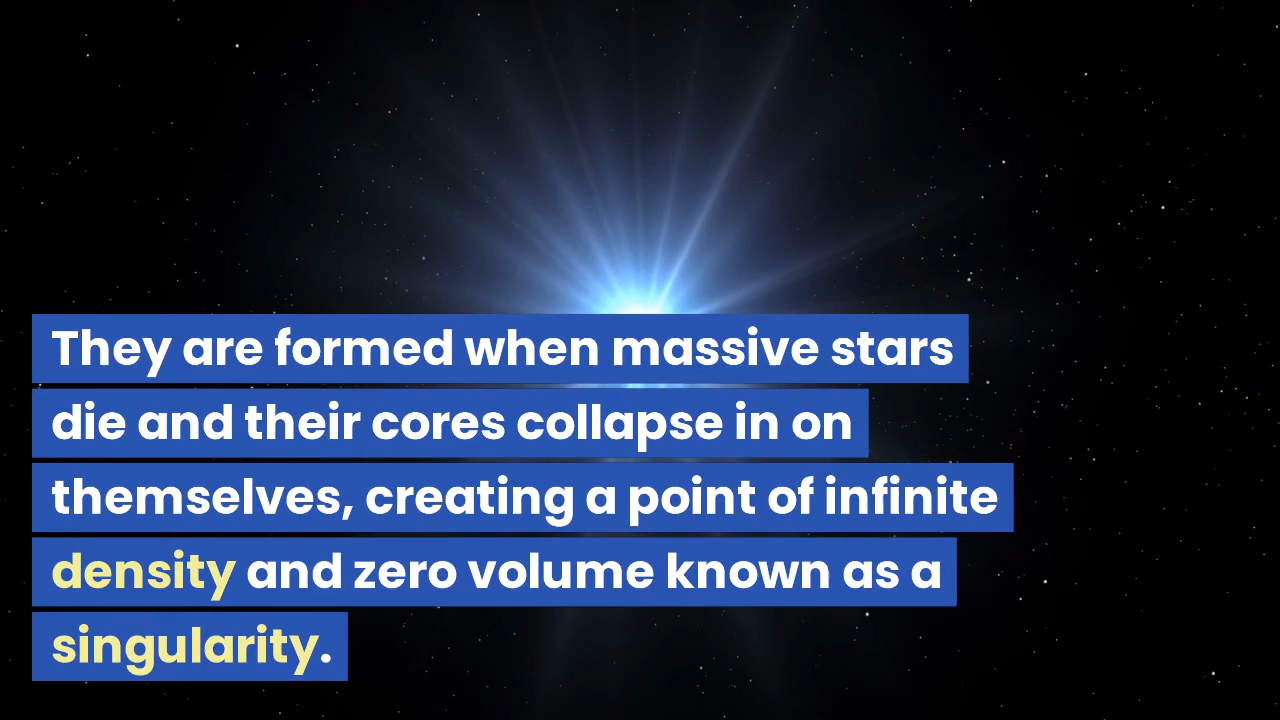 They are formed when massive stars
die and their cores collapse in on
themselves, creating a point of infinite
density and zero volume known as a
singularity.